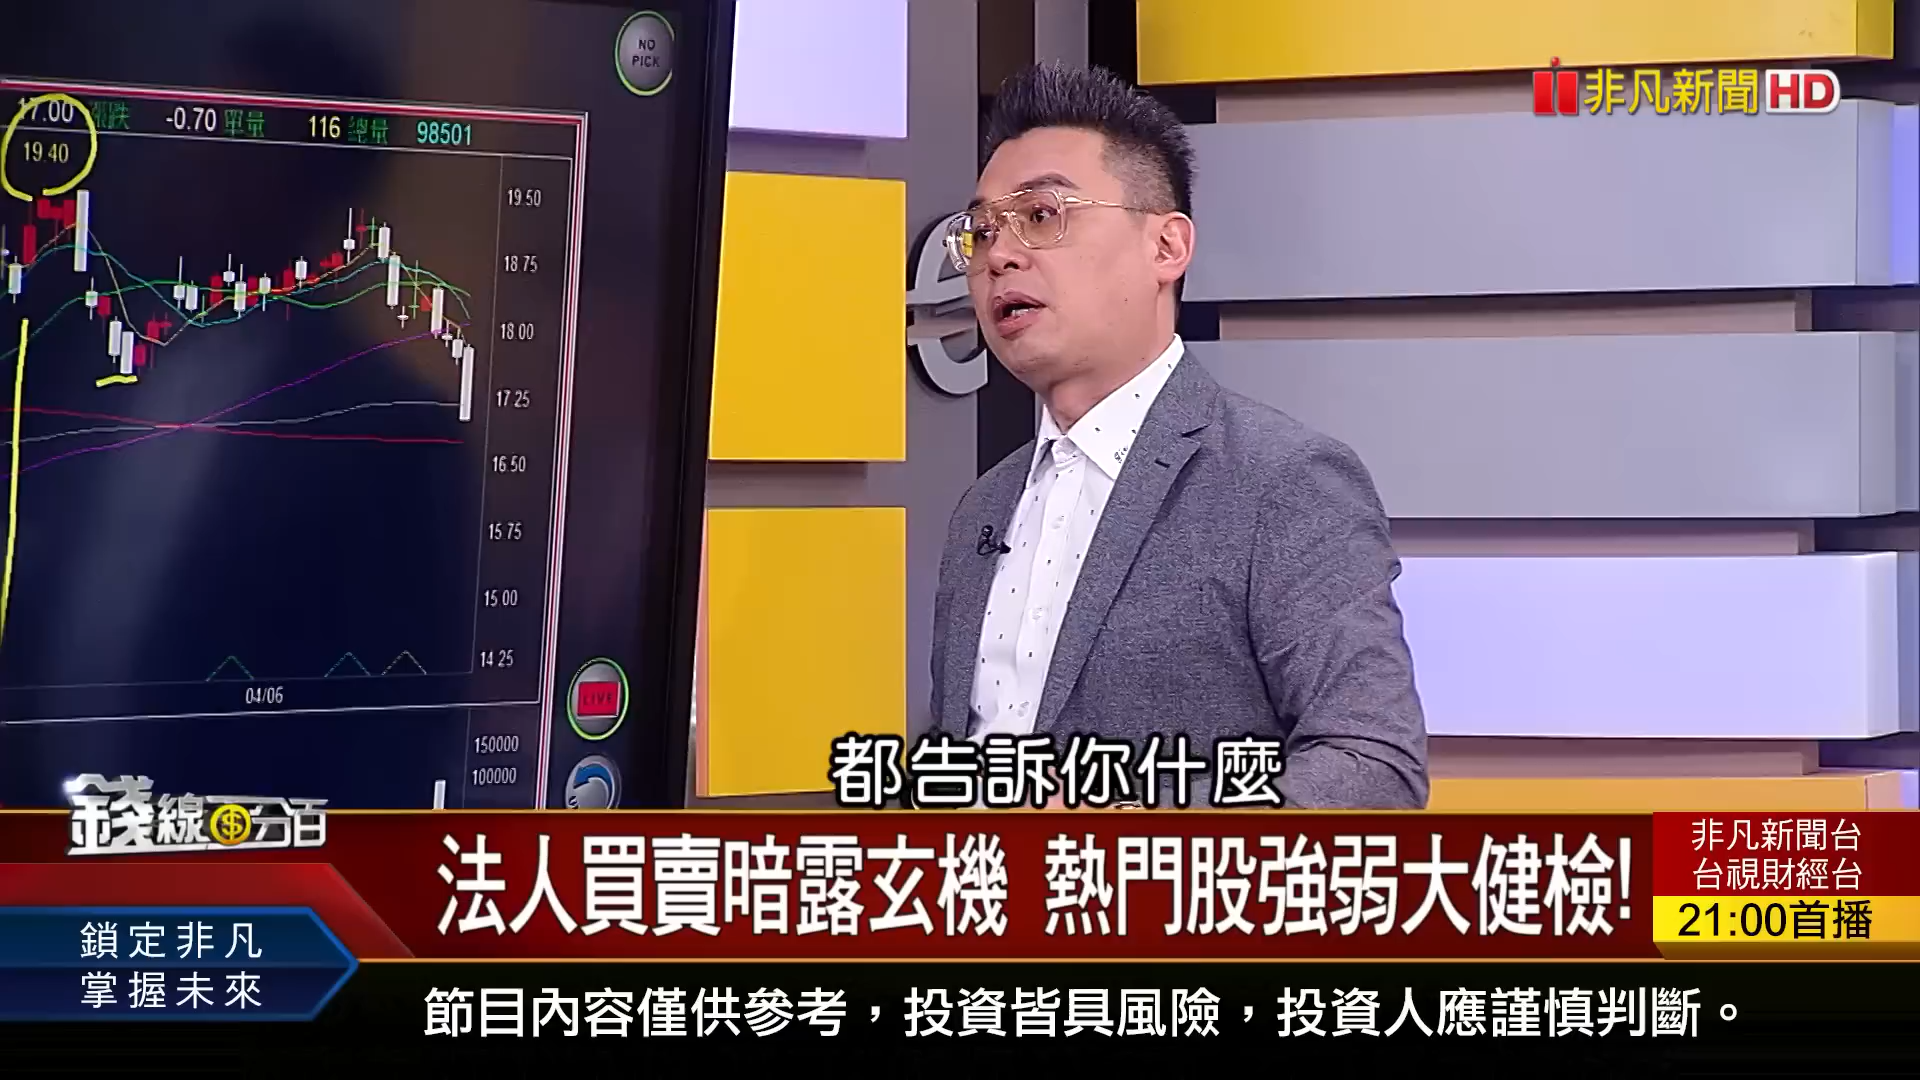 NO
PICK
非凡新聞HD
17.00 漲跌 -0.70 單量 116 總量 98501
19.40
19.50
18.75
18.00
17.25
16.50
15.75
15.00
14.25
04/06
LIVE
150000
100000
都告訴你什麼
錢線百分百
法人買賣暗露玄機 熱門股強弱大健檢!
非凡新聞台
台視財經台
21:00首播
鎖定非凡
掌握未來
節目內容僅供參考，投資皆具風險，投資人應謹慎判斷。